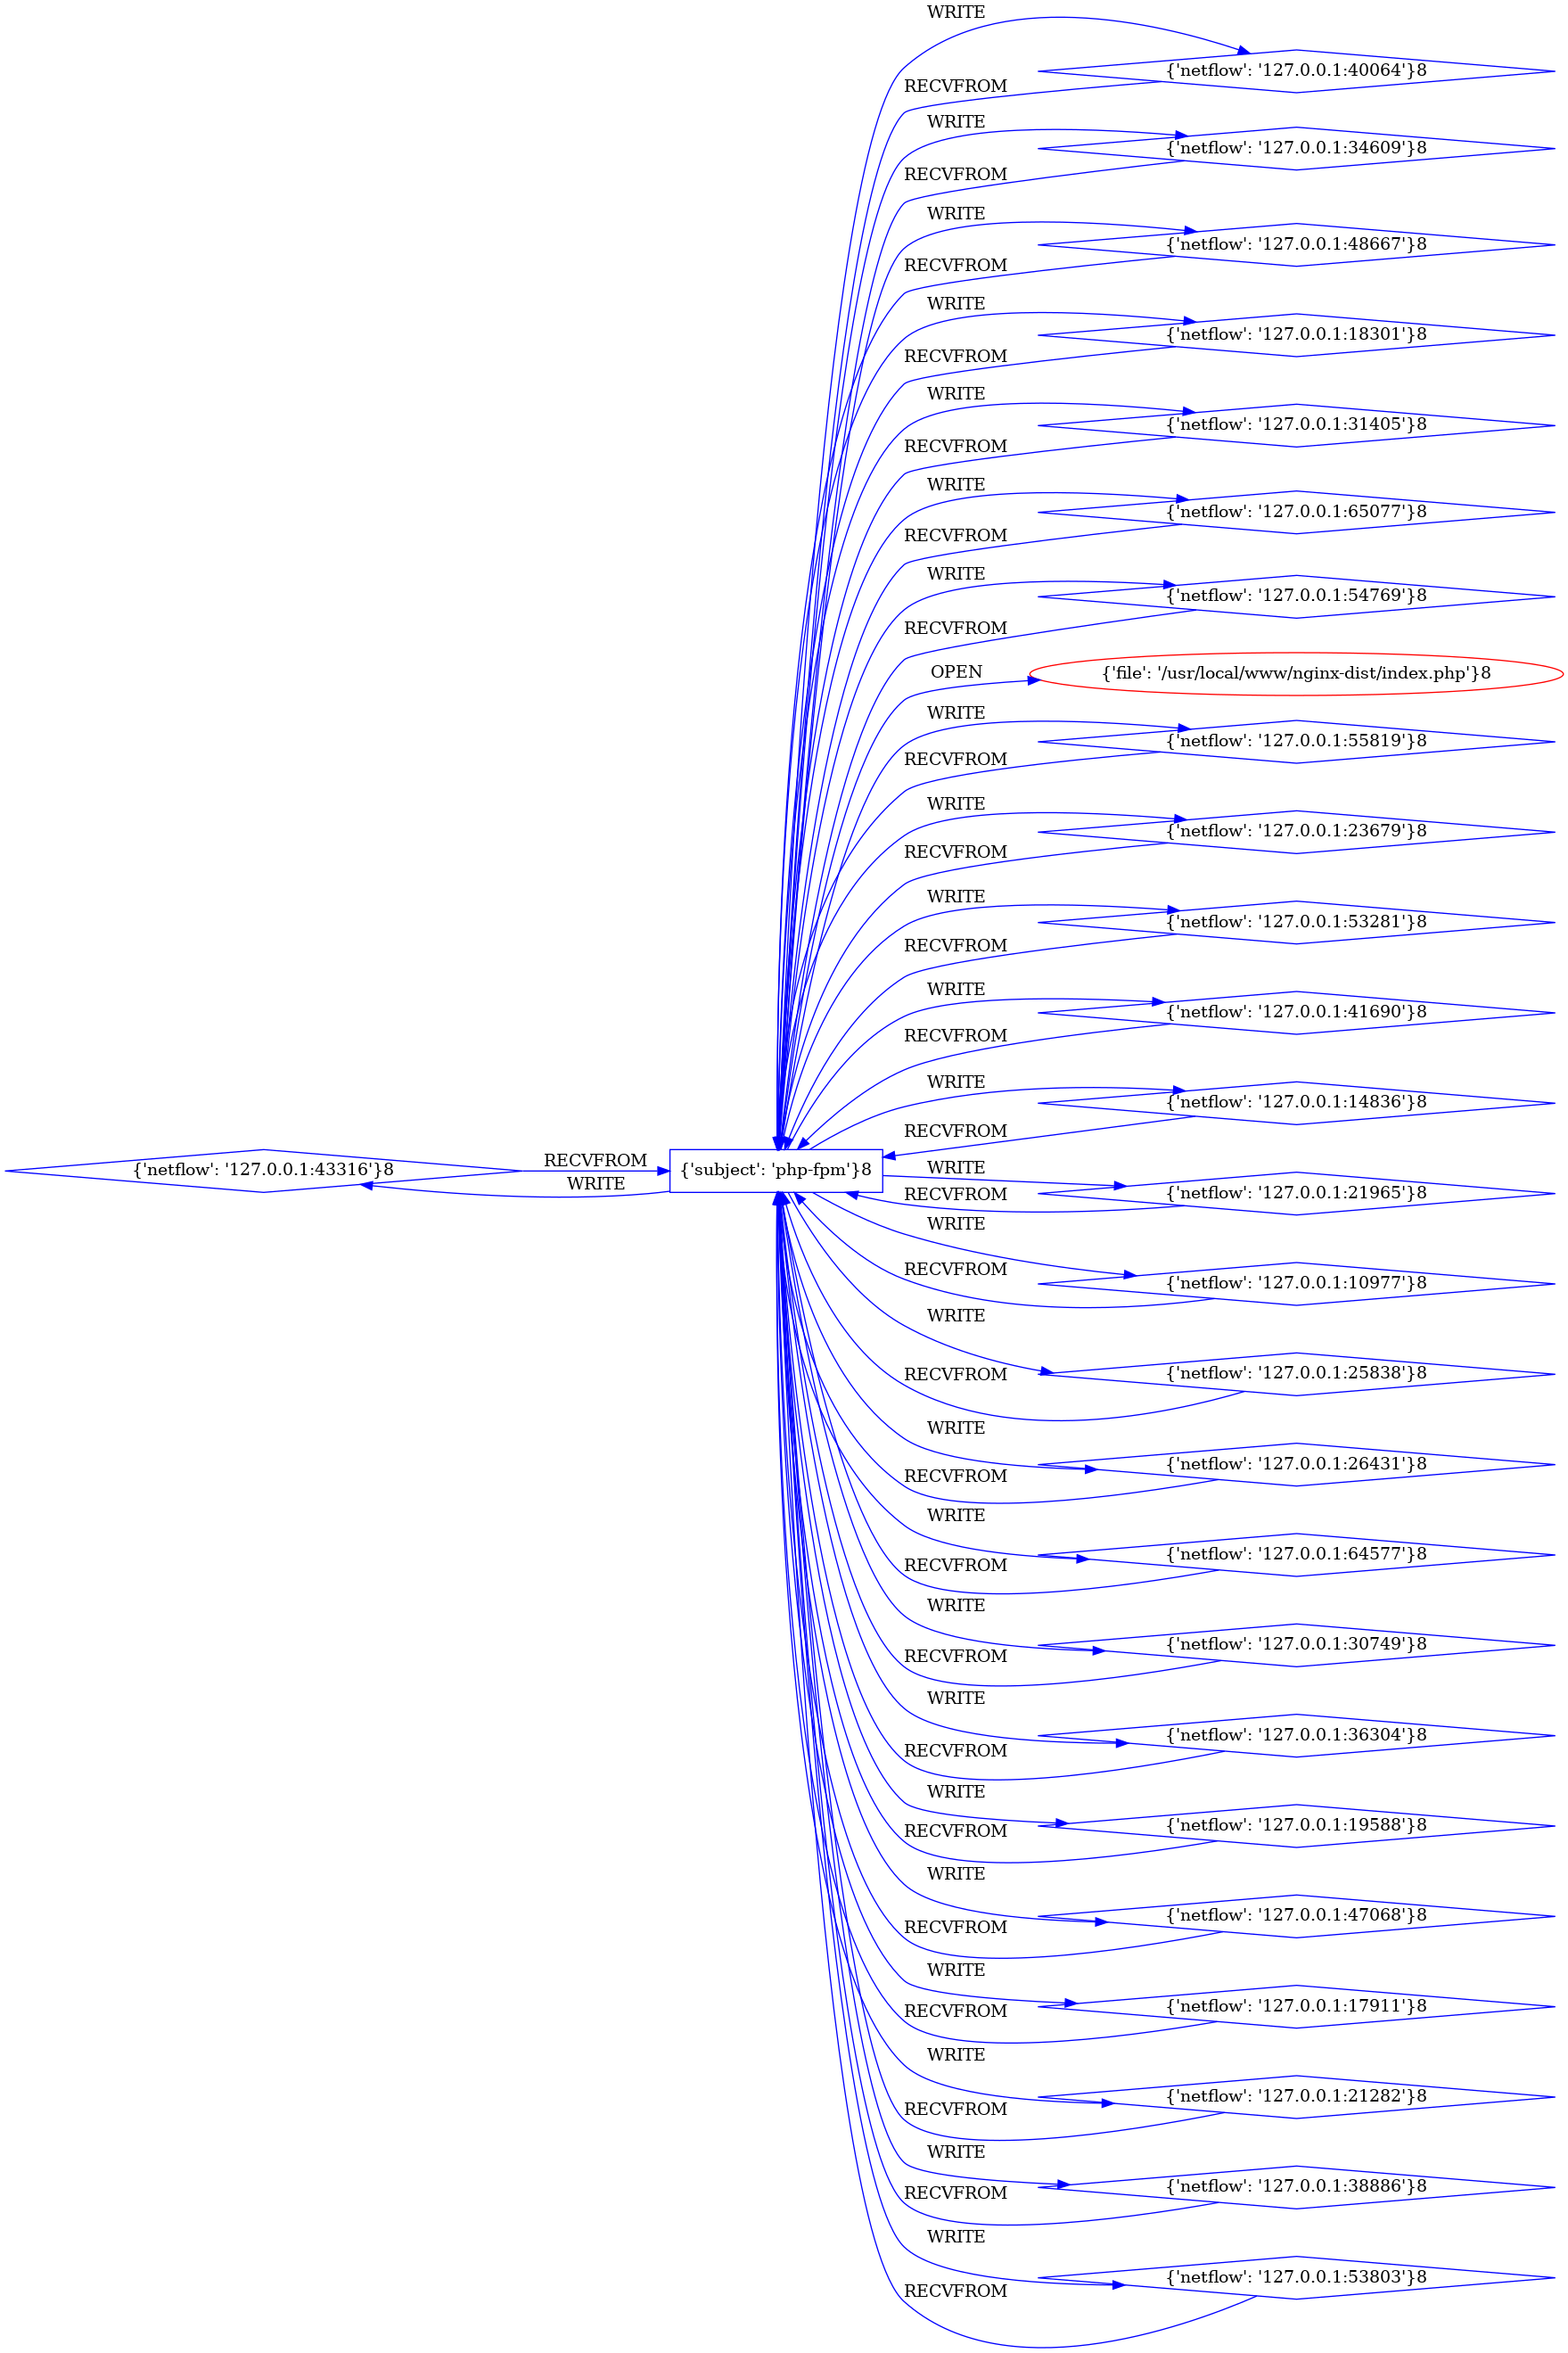 WRITE
{'netflow': '127.0.0.1:40064'}8
RECVFROM
WRITE
{'netflow': '127.0.0.1:34609'}8
RECVFROM
WRITE
{'netflow': '127.0.0.1:48667'}8
RECVFROM
WRITE
{'netflow': '127.0.0.1:18301'}8
RECVFROM
WRITE
{'netflow': '127.0.0.1:31405'}8
RECVFROM
WRITE
{'netflow': '127.0.0.1:65077'}8
RECVFROM
WRITE
{'netflow': '127.0.0.1:54769'}8
RECVFROM
OPEN
{'file': '/usr/local/www/nginx-dist/index.php'}8
WRITE
{'netflow': '127.0.0.1:55819'}8
RECVFROM
WRITE
{'netflow': '127.0.0.1:23679'}8
RECVFROM
WRITE
{'netflow': '127.0.0.1:53281'}8
RECVFROM
WRITE
{'netflow': '127.0.0.1:41690'}8
RECVFROM
WRITE
{'netflow': '127.0.0.1:14836'}8
RECVFROM
{'netflow': '127.0.0.1:43316'}8
RECVFROM
WRITE
{'subject': 'php-fpm'}8
WRITE
{'netflow': '127.0.0.1:21965'}8
RECVFROM
WRITE
{'netflow': '127.0.0.1:10977'}8
RECVFROM
WRITE
{'netflow': '127.0.0.1:25838'}8
RECVFROM
WRITE
{'netflow': '127.0.0.1:26431'}8
RECVFROM
WRITE
{'netflow': '127.0.0.1:64577'}8
RECVFROM
WRITE
{'netflow': '127.0.0.1:30749'}8
RECVFROM
WRITE
{'netflow': '127.0.0.1:36304'}8
RECVFROM
WRITE
{'netflow': '127.0.0.1:19588'}8
RECVFROM
WRITE
{'netflow': '127.0.0.1:47068'}8
RECVFROM
WRITE
{'netflow': '127.0.0.1:17911'}8
RECVFROM
WRITE
{'netflow': '127.0.0.1:21282'}8
RECVFROM
WRITE
{'netflow': '127.0.0.1:38886'}8
RECVFROM
WRITE
{'netflow': '127.0.0.1:53803'}8
RECVFROM